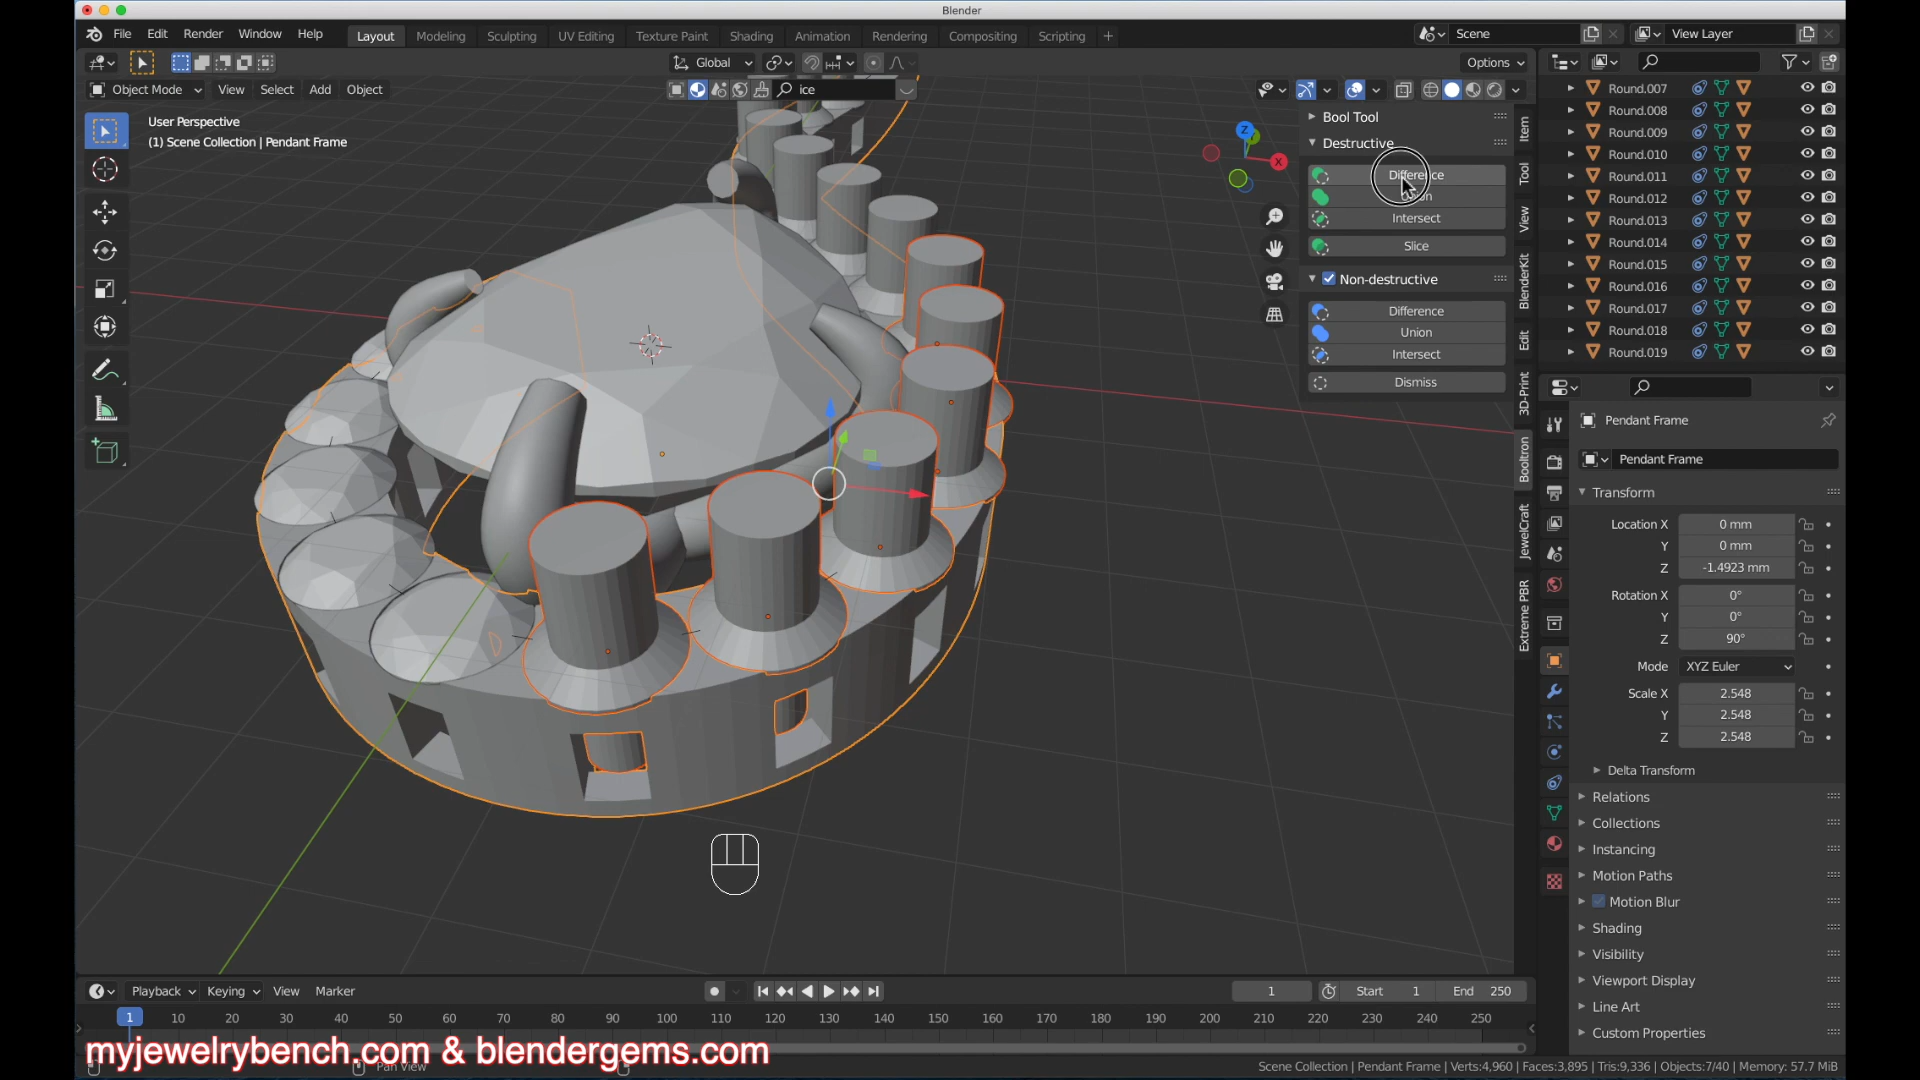 Blender
File Edit Render Window Help
Layout Modeling Sculpting UV Editing Texture Paint Shading Animation Rendering Compositing Scripting +
Scene
View Layer
Global
Options
Object Mode View Select Add Object
ice
User Perspective
(1) Scene Collection | Pendant Frame
Z
X
Bool Tool
Destructive
Difference
Intersect
Slice
Non-destructive
Difference
Union
Intersect
Dismiss
Item
Tool
View
BlenderKit
Edit
3D-Print
Booltron
JewelCraft
Extreme PBR
Round.007
Round.008
Round.009
Round.010
Round.011
Round.012
Round.013
Round.014
Round.015
Round.016
Round.017
Round.018
Round.019
Pendant Frame
Pendant Frame
Transform
Location X 0 mm
Y 0 mm
Z -1.4923 mm
Rotation X 0°
Y 0°
Z 90°
Mode XYZ Euler
Scale X 2.548
Y 2.548
Z 2.548
Delta Transform
Relations
Collections
Instancing
Motion Paths
Motion Blur
Shading
Visibility
Viewport Display
Line Art
Custom Properties
Playback Keying View Marker
1 Start 1 End 250
1 10 20 30 40 50 60 70 80 90 100 110 120 130 140 150 160 170 180 190 200 210 220 230 240 250
myjewelrybench.com & blendergems.com
Pan View
Scene Collection | Pendant Frame | Verts:4,960 | Faces:3,895 | Tris:9,336 | Objects:7/40 | Memory: 57.7 MiB